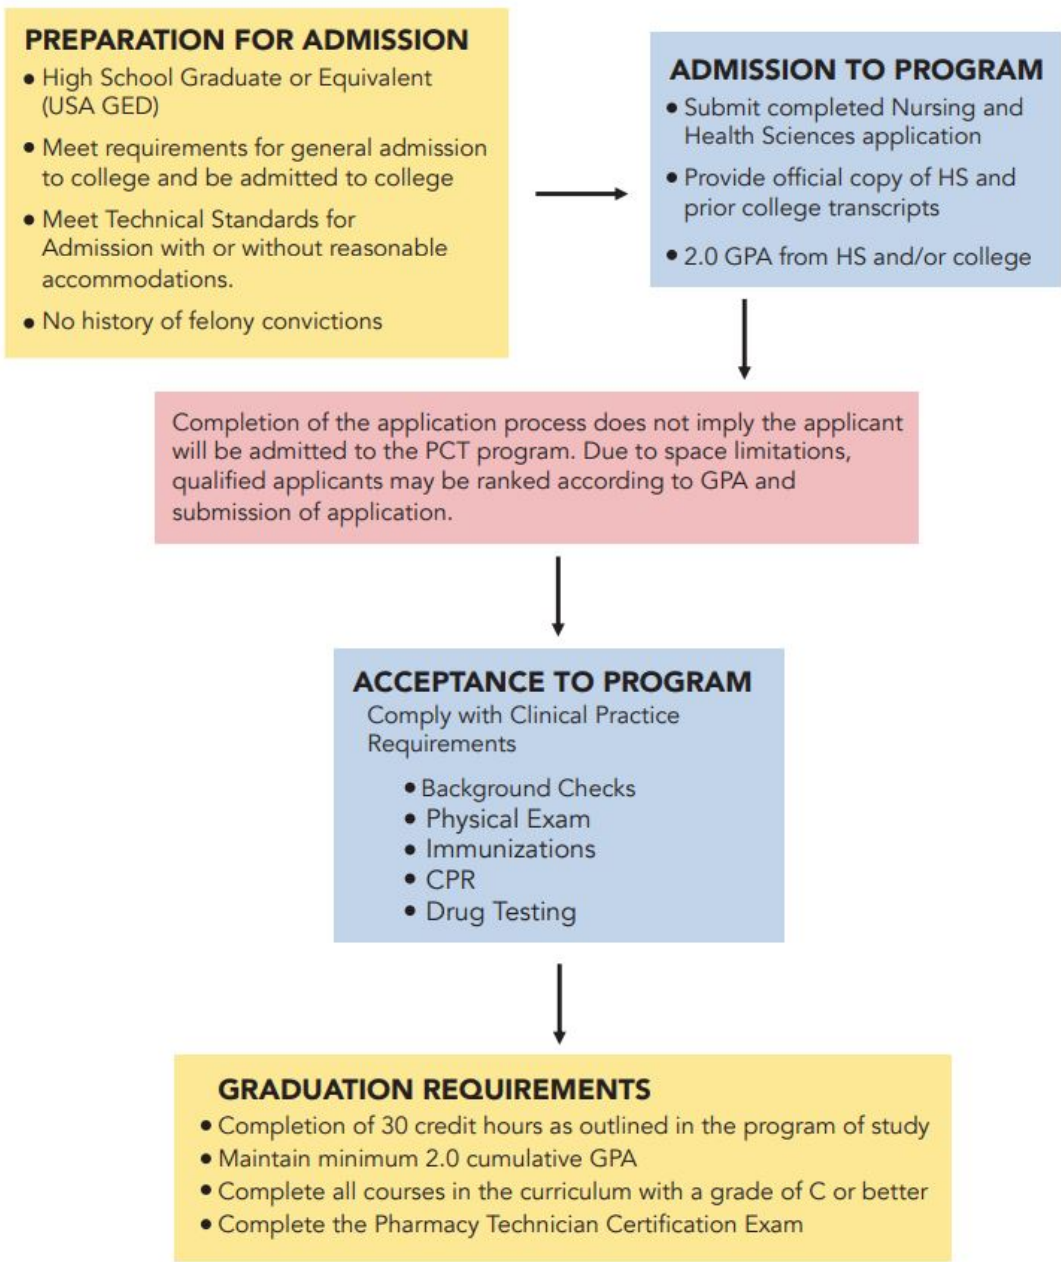 PREPARATION FOR ADMISSION
• High School Graduate or Equivalent
(USA GED)
• Meet requirements for general admission
to college and be admitted to college
• Meet Technical Standards for
Admission with or without reasonable
accommodations.
• No history of felony convictions
ADMISSION TO PROGRAM
• Submit completed Nursing and
Health Sciences application
• Provide official copy of HS and
prior college transcripts
• 2.0 GPA from HS and/or college
Completion of the application process does not imply the applicant
will be admitted to the PCT program. Due to space limitations,
qualified applicants may be ranked according to GPA and
submission of application.
ACCEPTANCE TO PROGRAM
Comply with Clinical Practice
Requirements
• Background Checks
• Physical Exam
• Immunizations
• CPR
• Drug Testing
GRADUATION REQUIREMENTS
• Completion of 30 credit hours as outlined in the program of study
• Maintain minimum 2.0 cumulative GPA
• Complete all courses in the curriculum with a grade of C or better
• Complete the Pharmacy Technician Certification Exam